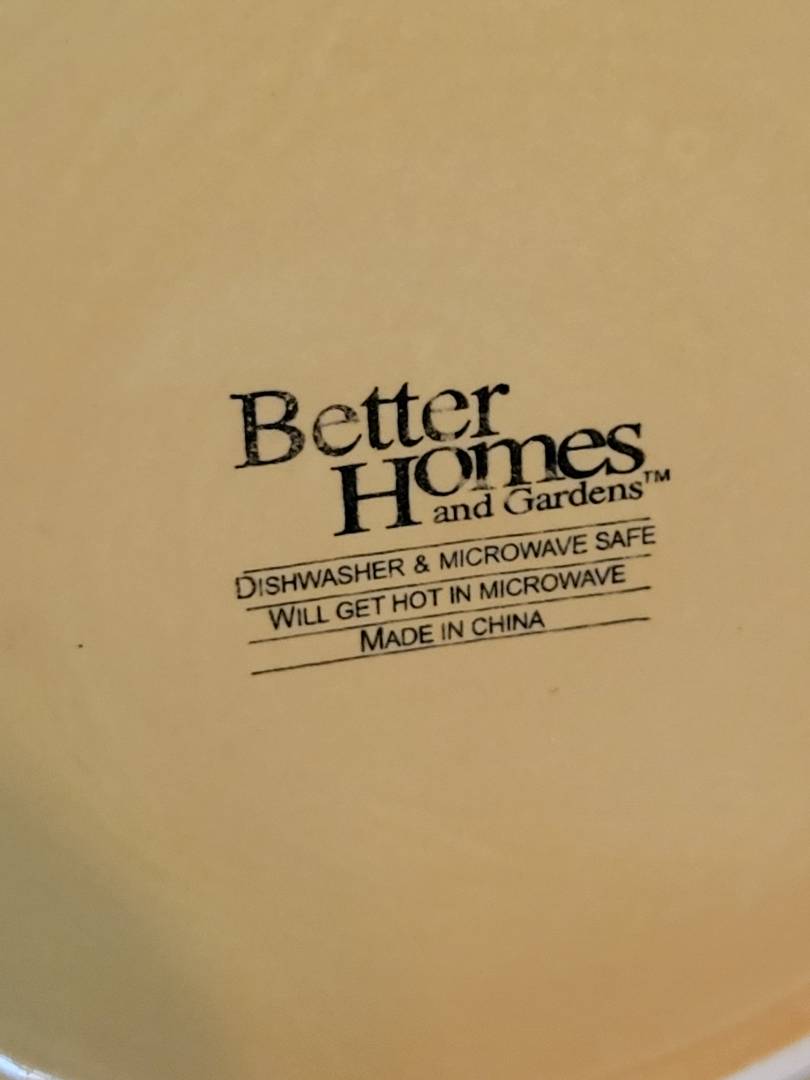 Better
Homes
and Gardens™
DISHWASHER & MICROWAVE SAFE
WILL GET HOT IN MICROWAVE
MADE IN CHINA